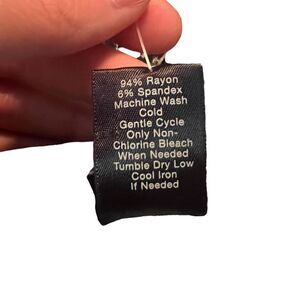 94% Rayon
6% Spandex
Machine Wash
Cold
Gentle Cycle
Only Non-
Chlorine Bleach
When Needed
Tumble Dry Low
Cool Iron
If Needed